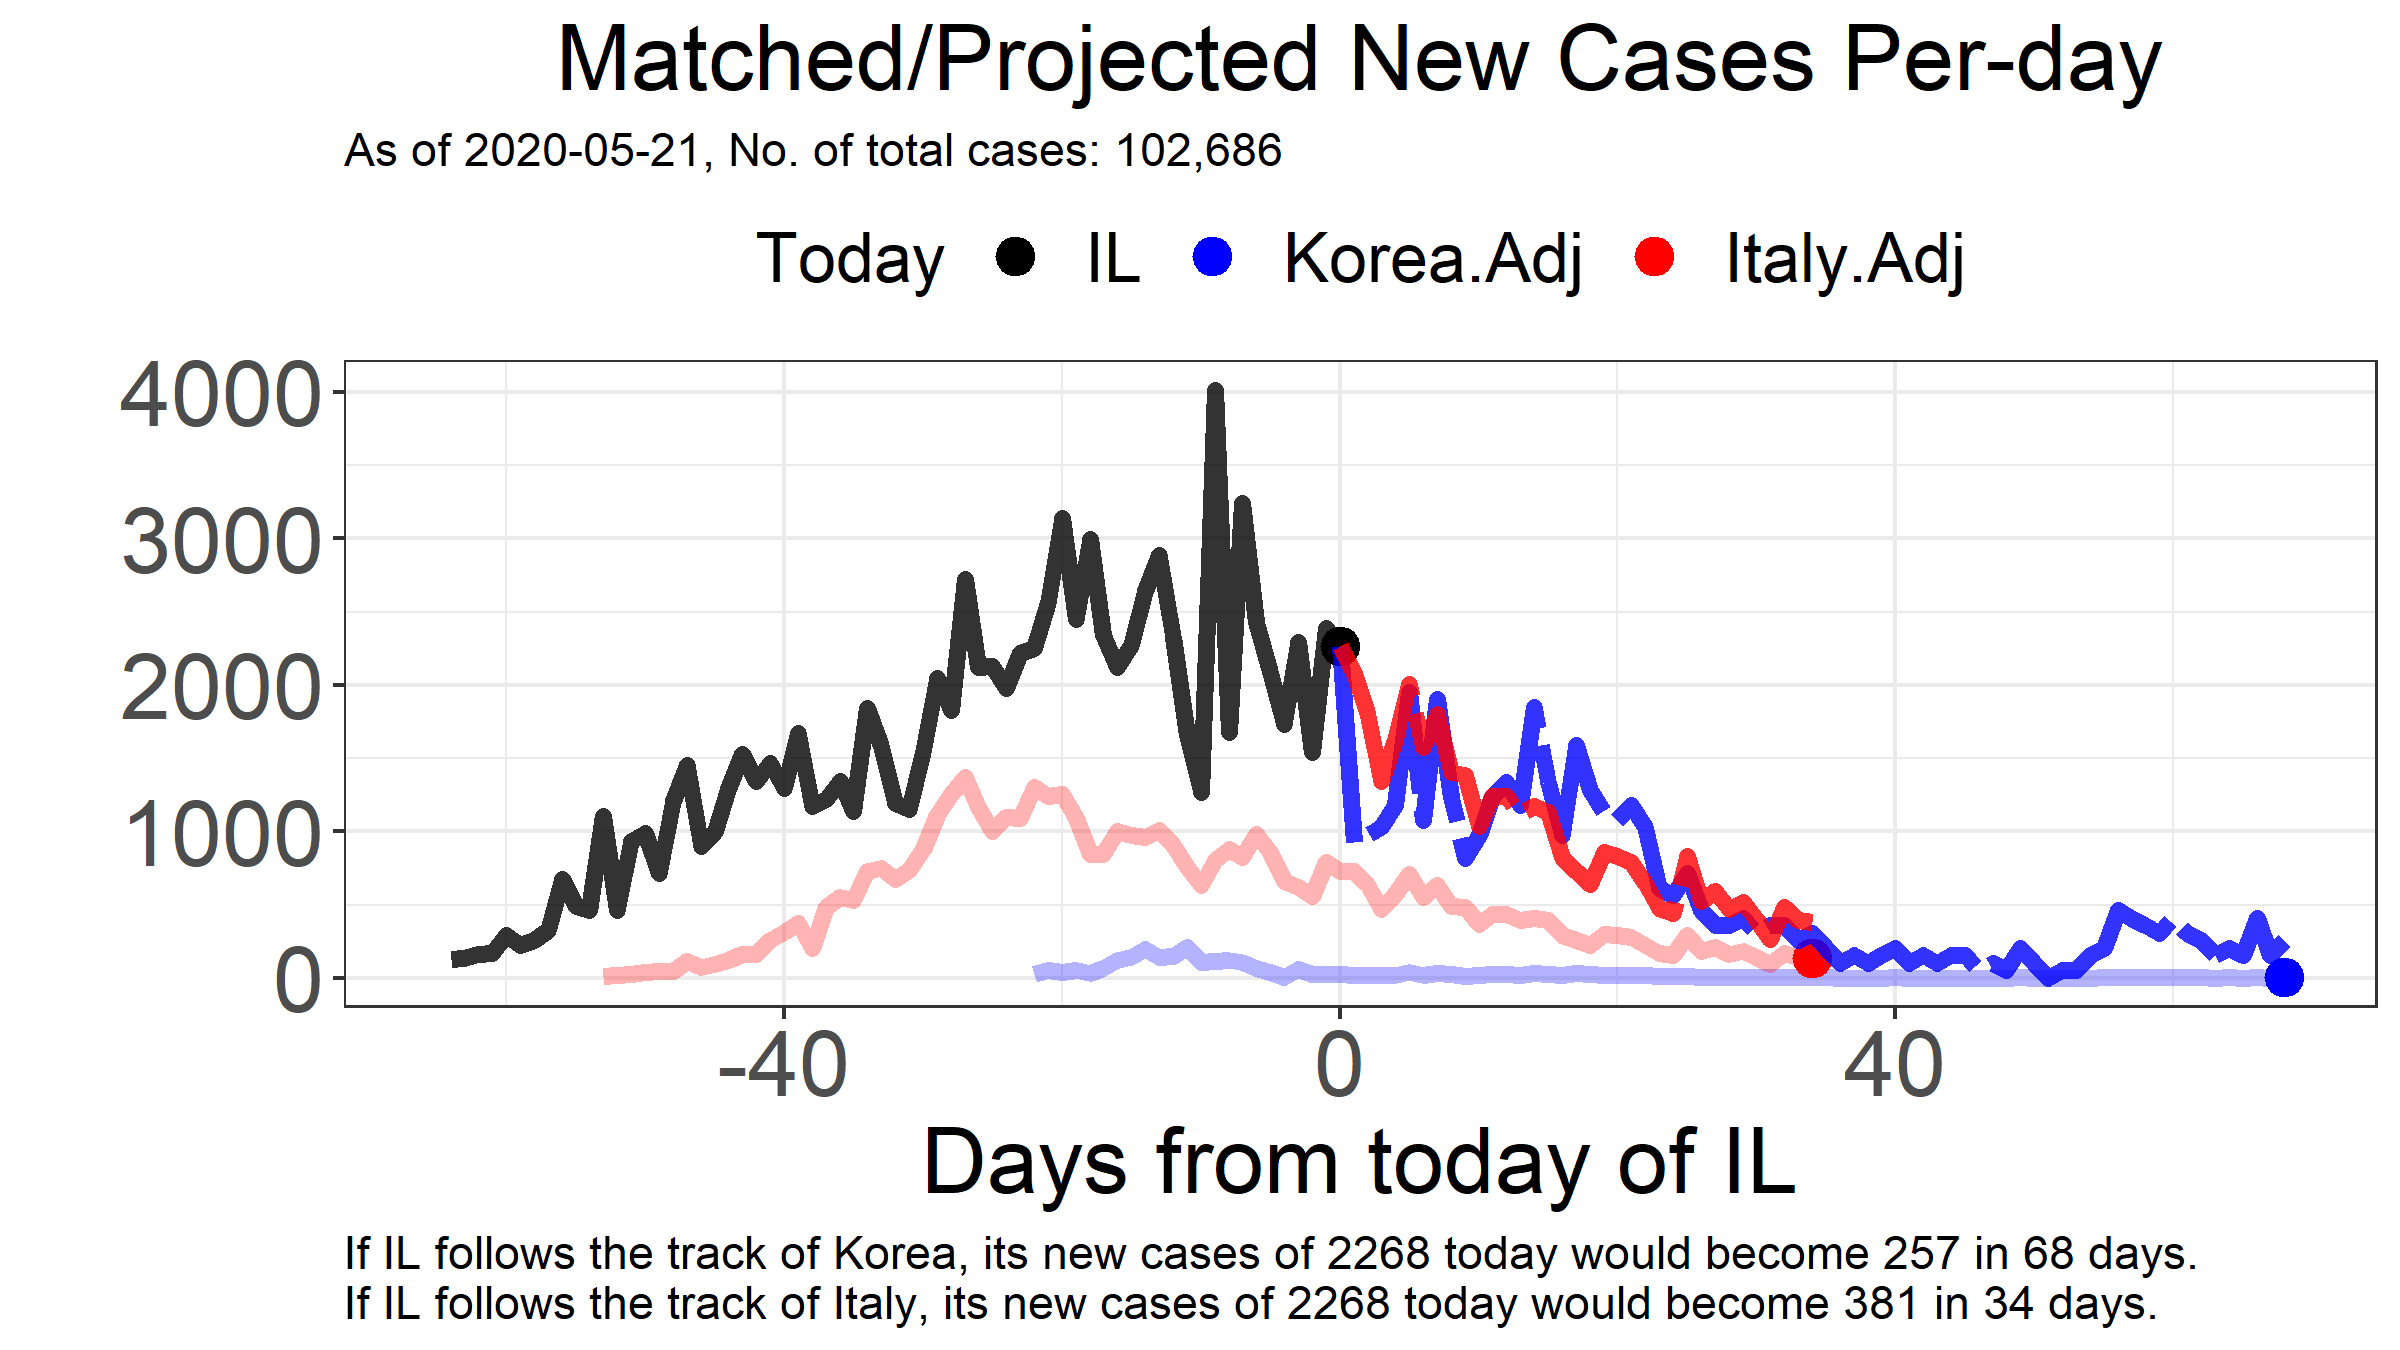 Matched/Projected New Cases Per-day
As of 2020-05-21, No. of total cases: 102,686
Today IL Korea.Adj Italy.Adj
4000
3000
2000
1000
0
-40 0 40
Days from today of IL
If IL follows the track of Korea, its new cases of 2268 today would become 257 in 68 days.
If IL follows the track of Italy, its new cases of 2268 today would become 381 in 34 days.